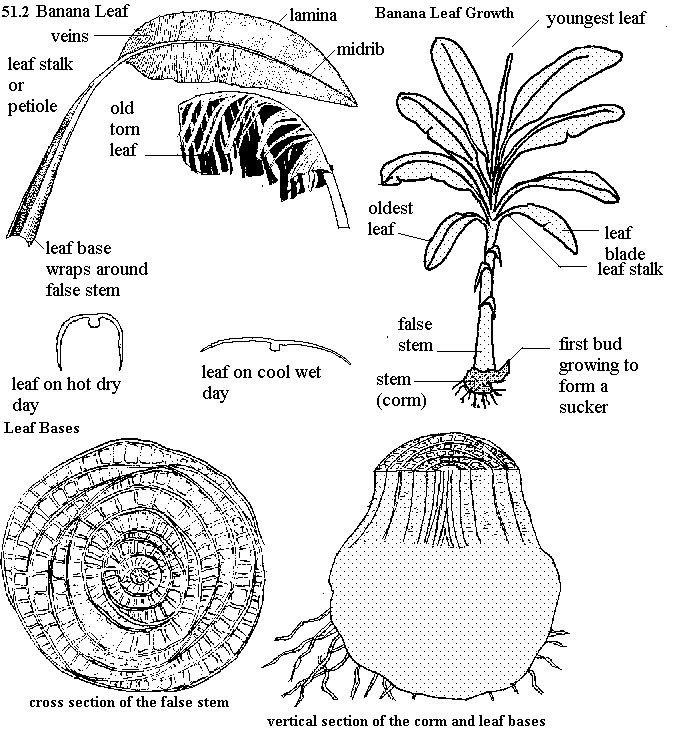 51.2 Banana Leaf
lamina
veins
midrib
leaf stalk
or
petiole
old
torn
leaf
leaf base
wraps around
false stem
leaf on hot dry
day
leaf on cool wet
day
Banana Leaf Growth
youngest leaf
oldest
leaf
leaf
blade
leaf stalk
false
stem
stem
(corm)
first bud
growing to
form a
sucker
Leaf Bases
cross section of the false stem
vertical section of the corm and leaf bases